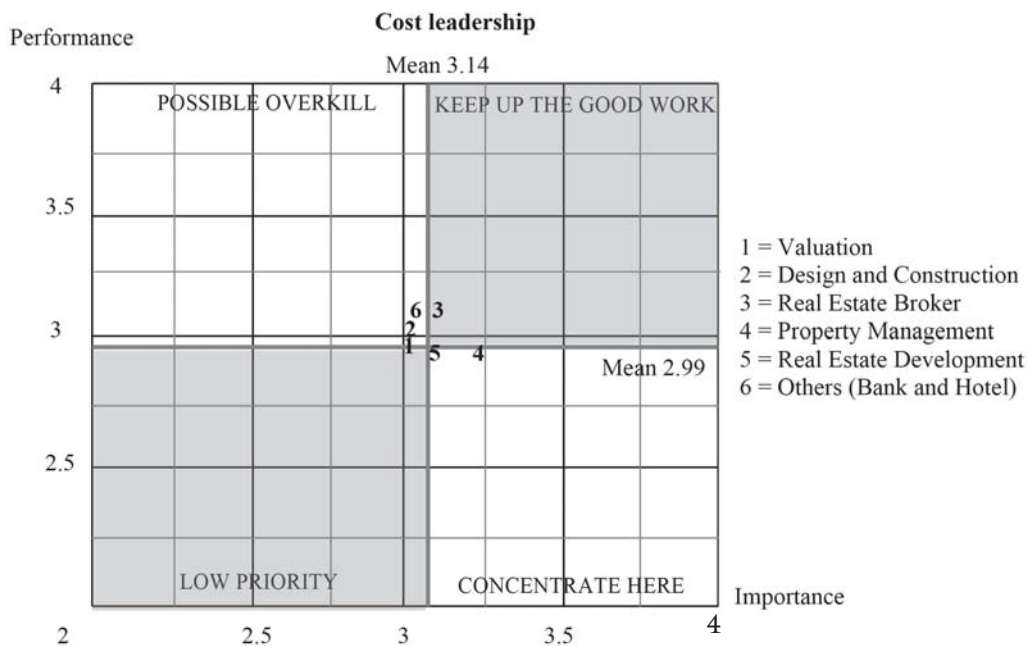 Cost leadership
Performance
Mean 3.14
4
POSSIBLE OVERKILL
KEEP UP THE GOOD WORK
3.5
1 = Valuation
2 = Design and Construction
3 = Real Estate Broker
4 = Property Management
5 = Real Estate Development
6 = Others (Bank and Hotel)
6 3
2
3
1 5 4
Mean 2.99
2.5
LOW PRIORITY
CONCENTRATE HERE
Importance
2 2.5 3 3.5 4